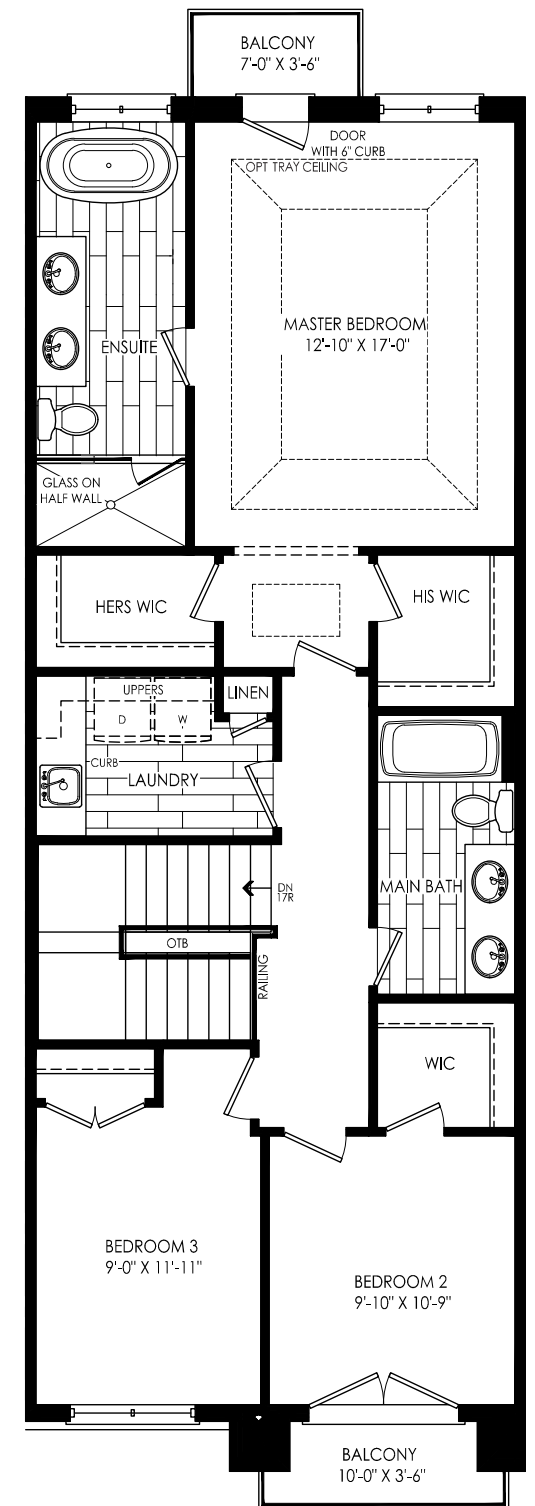 BALCONY
7'-0" X 3'-6"
DOOR
WITH 6" CURB
OPT TRAY CEILING
MASTER BEDROOM
12'-10" X 17'-0"
ENSUITE
GLASS ON
HALF WALL
HERS WIC
HIS WIC
UPPERS
LINEN
D
W
CURB
LAUNDRY
MAIN BATH
DN
17R
OTB
RAILING
WIC
BEDROOM 3
9'-0" X 11'-11"
BEDROOM 2
9'-10" X 10'-9"
BALCONY
10'-0" X 3'-6"